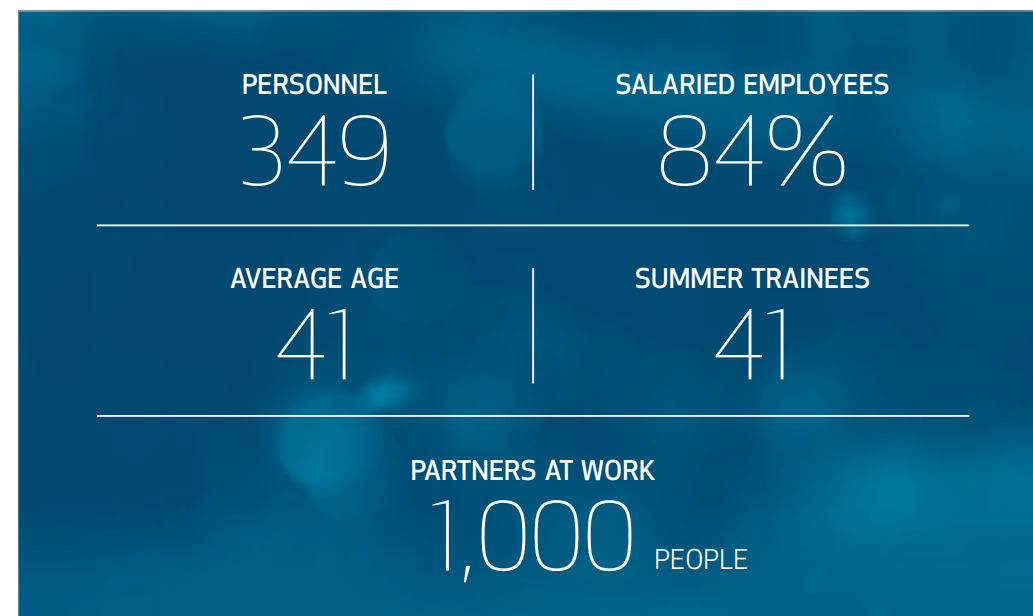 PERSONNEL
349
SALARIED EMPLOYEES
84%
AVERAGE AGE
41
SUMMER TRAINEES
41
PARTNERS AT WORK
1,000 PEOPLE